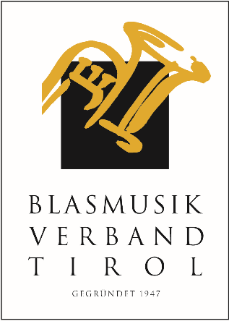 BLASMUSIK
VERBAND
TIROL
GEGRÜNDET 1947